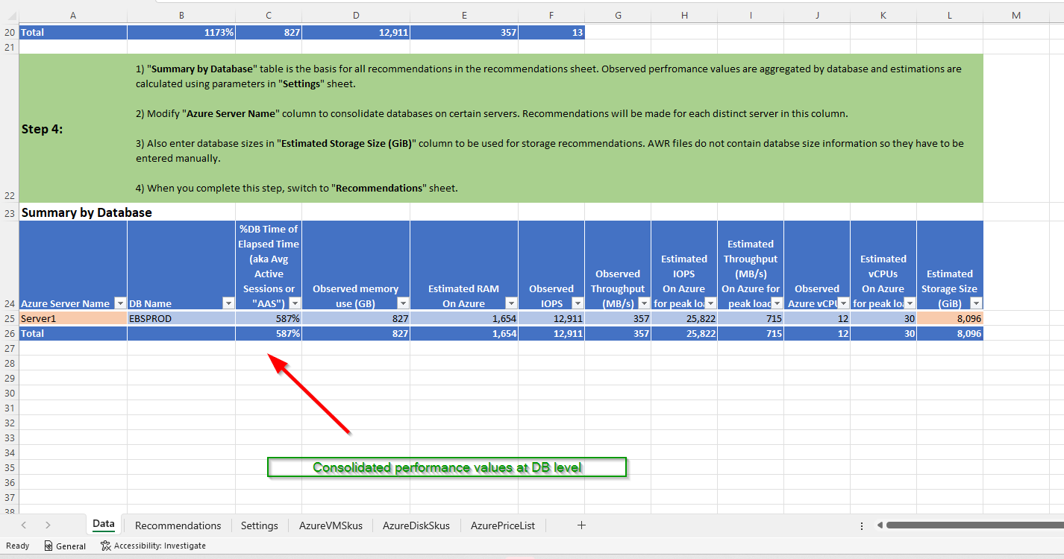 A B C D E F G H I J K L M
20 Total 1173% 827 12,911 357 13
21
22 Step 4:
1) "Summary by Database" table is the basis for all recommendations in the recommendations sheet. Observed perfromance values are aggregated by database and estimations are
calculated using parameters in "Settings" sheet.
2) Modify "Azure Server Name" column to consolidate databases on certain servers. Recommendations will be made for each distinct server in this column.
3) Also enter database sizes in "Estimated Storage Size (GiB)" column to be used for storage recommendations. AWR files do not contain databse size information so they have to be
entered manually.
4) When you complete this step, switch to "Recommendations" sheet.
23 Summary by Database
24 Azure Server Name
DB Name
%DB Time of
Elapsed Time
(aka Avg
Active
Sessions or
"AAS")
Observed memory
use (GB)
Estimated RAM
On Azure
Observed
IOPS
Observed
Throughput
(MB/s)
Estimated
IOPS
On Azure
for peak
Estimated
Throughput
(MB/s)
On Azure for
peak
Observed
Azure
Estimated
vCPUs
On Azure
for peak
Estimated
Storage Size
(GiB)
25 Server1 EBSPROD 587% 827 1,654 12,911 357 25,822 715 12 30 8,096
26 Total 587% 827 1,654 12,911 357 25,822 715 12 30 8,096
27
28
29
30
31
32
33
34
35 Consolidated performance values at DB level
36
37
38
Data Recommendations Settings AzureVMSkus AzureDiskSkus AzurePriceList
Ready General Accessibility: Investigate